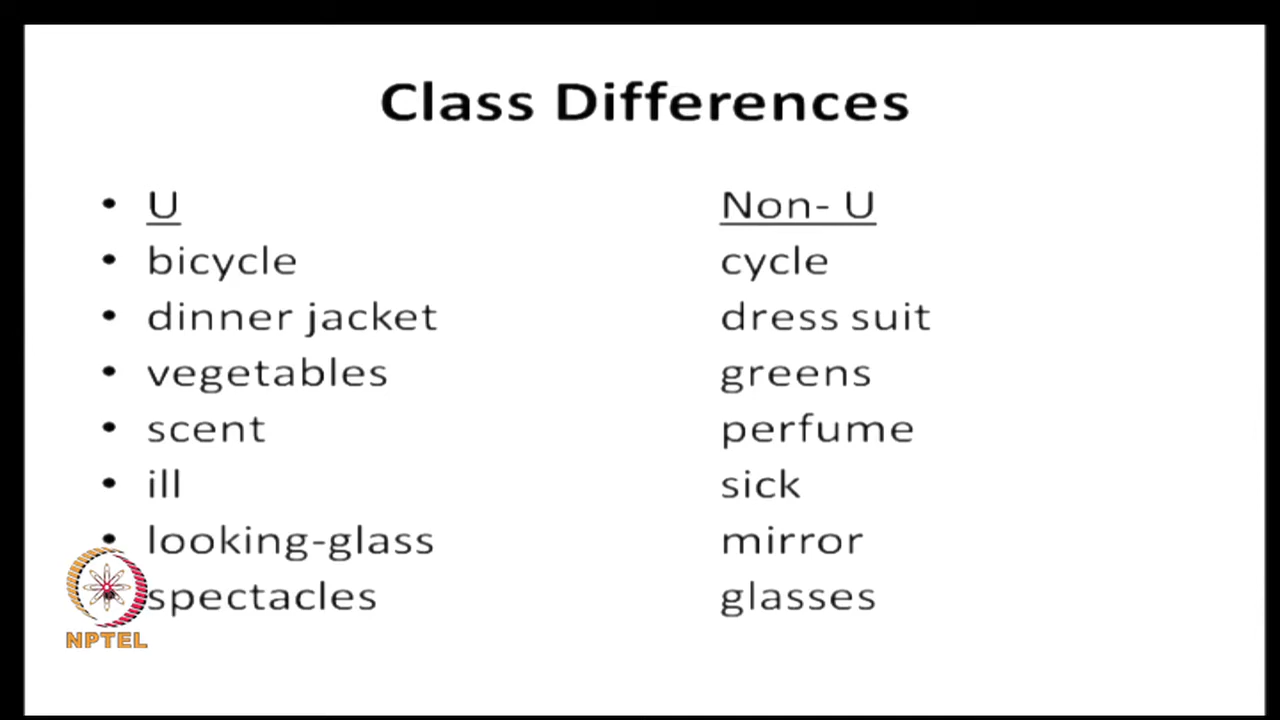 Class Differences
• U Non- U
• bicycle cycle
• dinner jacket dress suit
• vegetables greens
• scent perfume
• ill sick
• looking-glass mirror
• spectacles glasses
NPTEL